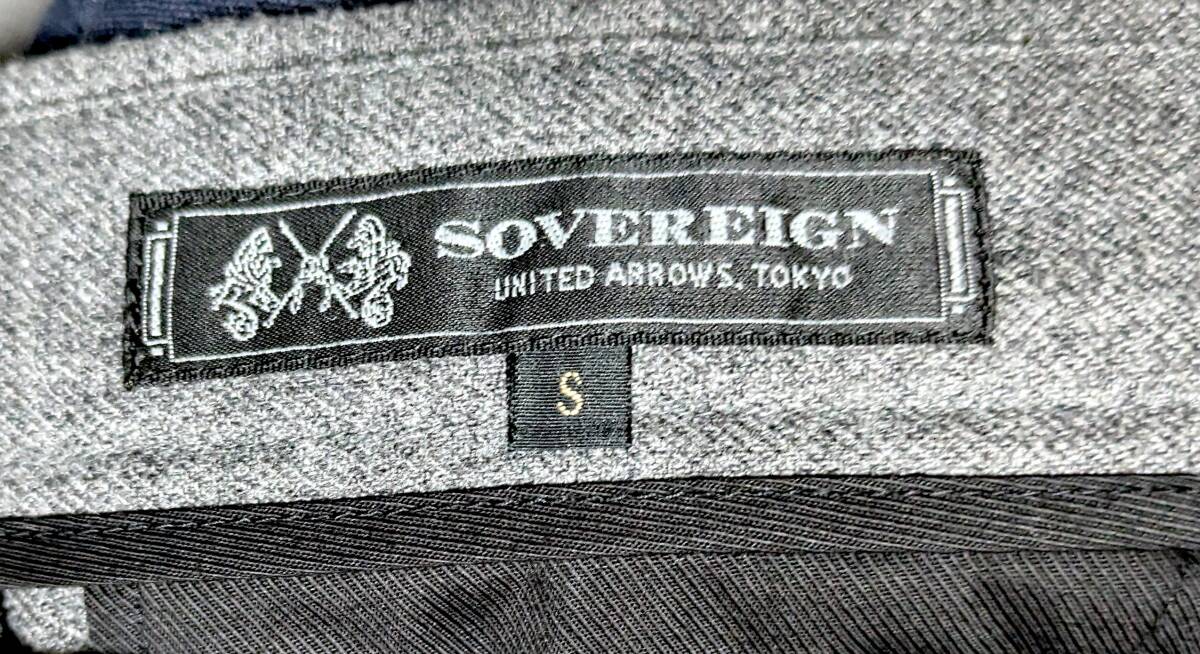 SOVEREIGN
UNITED ARROWS, TOKYO
S